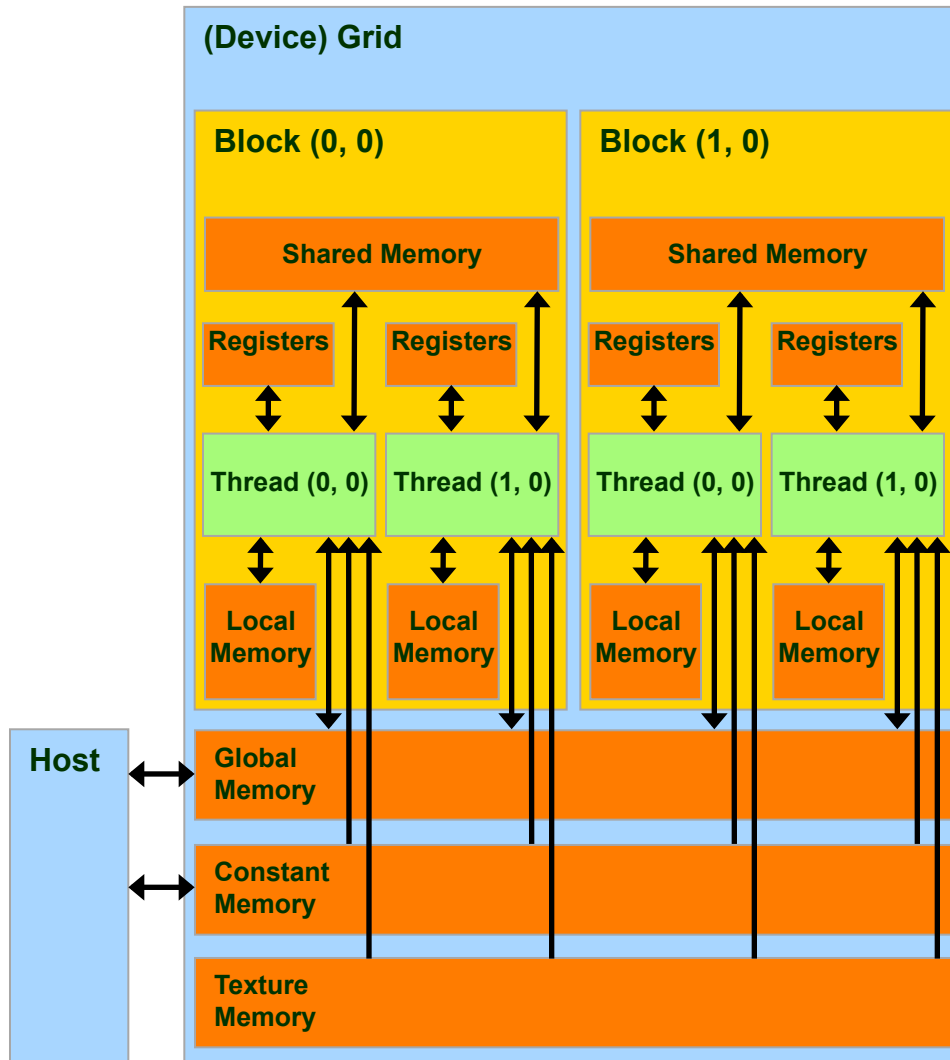 (Device) Grid
Block (0, 0)
Block (1, 0)
Shared Memory
Shared Memory
Registers
Registers
Registers
Registers
Thread (0, 0)
Thread (1, 0)
Thread (0, 0)
Thread (1, 0)
Local
Memory
Local
Memory
Local
Memory
Local
Memory
Host
Global
Memory
Constant
Memory
Texture
Memory